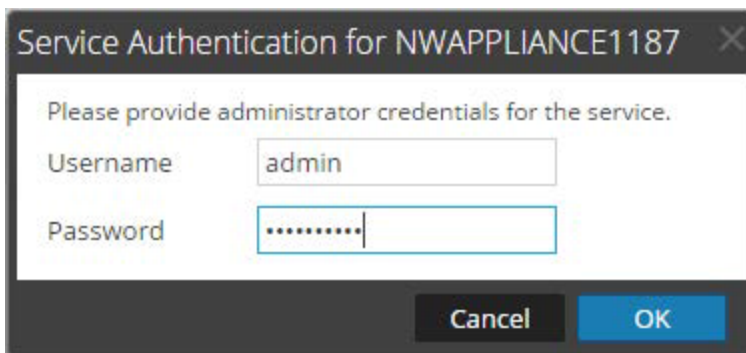 Service Authentication for NWAPPLIANCE1187
Please provide administrator credentials for the service.
Username admin
Password ••••••••••
Cancel OK